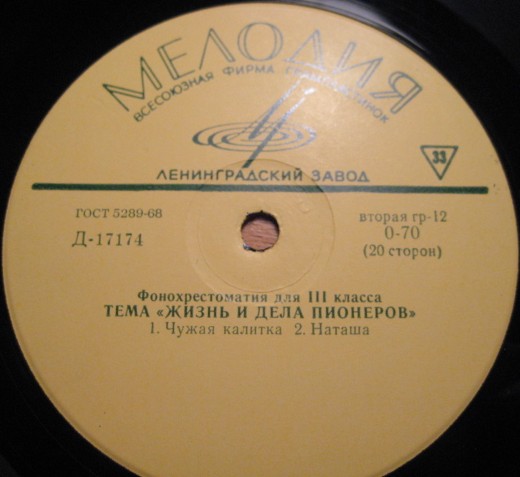 МЕЛОДИЯ
ВСЕСОЮЗНАЯ ФИРМА ГРАМПЛАСТИНОК
ЛЕНИНГРАДСКИЙ ЗАВОД
33
ГОСТ 5289-68
Д-17174
вторая гр-12
0-70
(20 сторон)
Фонохрестоматия для III класса
ТЕМА «ЖИЗНЬ И ДЕЛА ПИОНЕРОВ»
1. Чужая калитка 2. Наташа